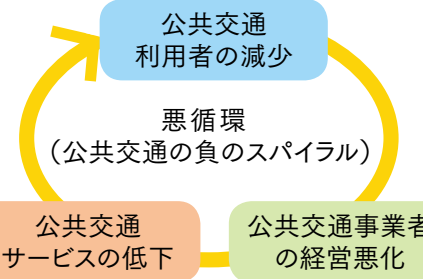 公共交通
利用者の減少
悪循環
（公共交通の負のスパイラル）
公共交通
サービスの低下
公共交通事業者
の経営悪化